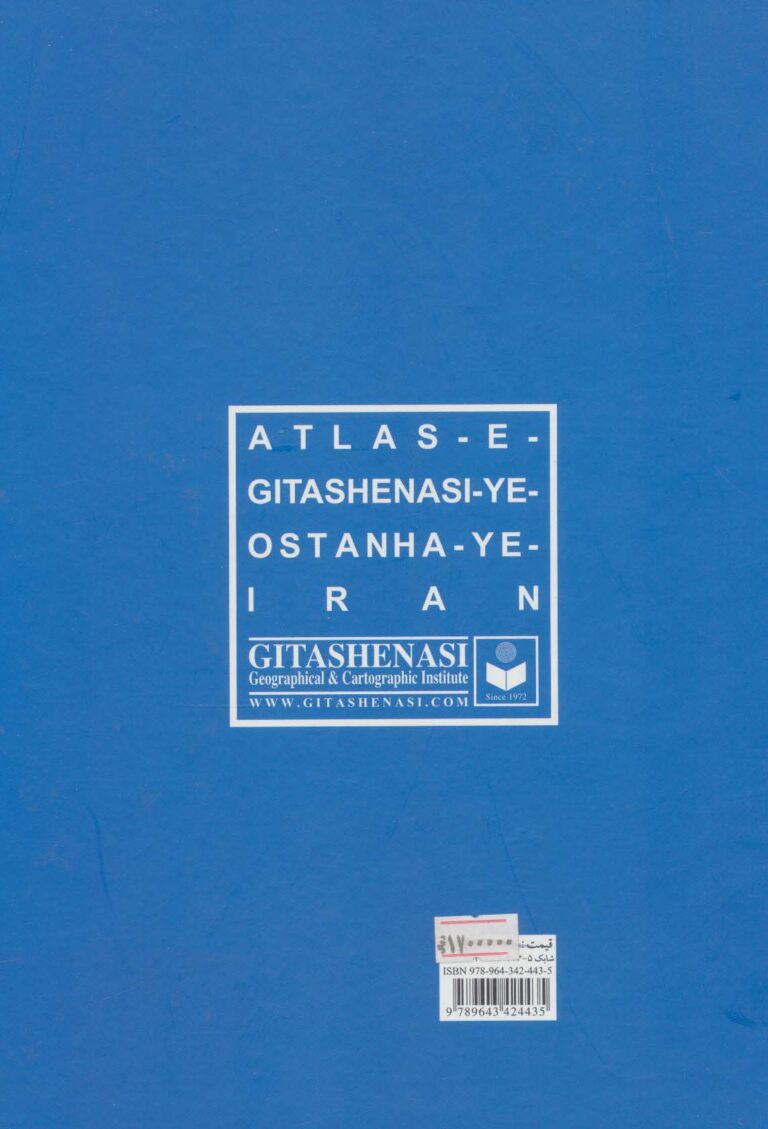 ATLAS-E-
GITASHENASI-YE-
OSTANHA-YE-
IRAN
GITASHENASI
Geographical & Cartographic Institute
WWW.GITASHENASI.COM
Since 1972
قیمت:
شابک ۵-
ISBN 978-964-342-443-5
9 789643 424435